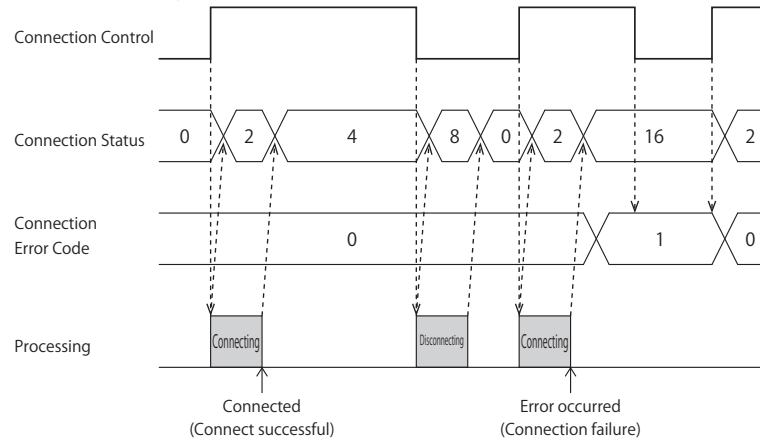 Connection Control
Connection Status
0 2 4 8 0 2 16 2
Connection
Error Code
0 1 0
Processing
Connecting Disconnecting Connecting
Connected
(Connect successful)
Error occurred
(Connection failure)